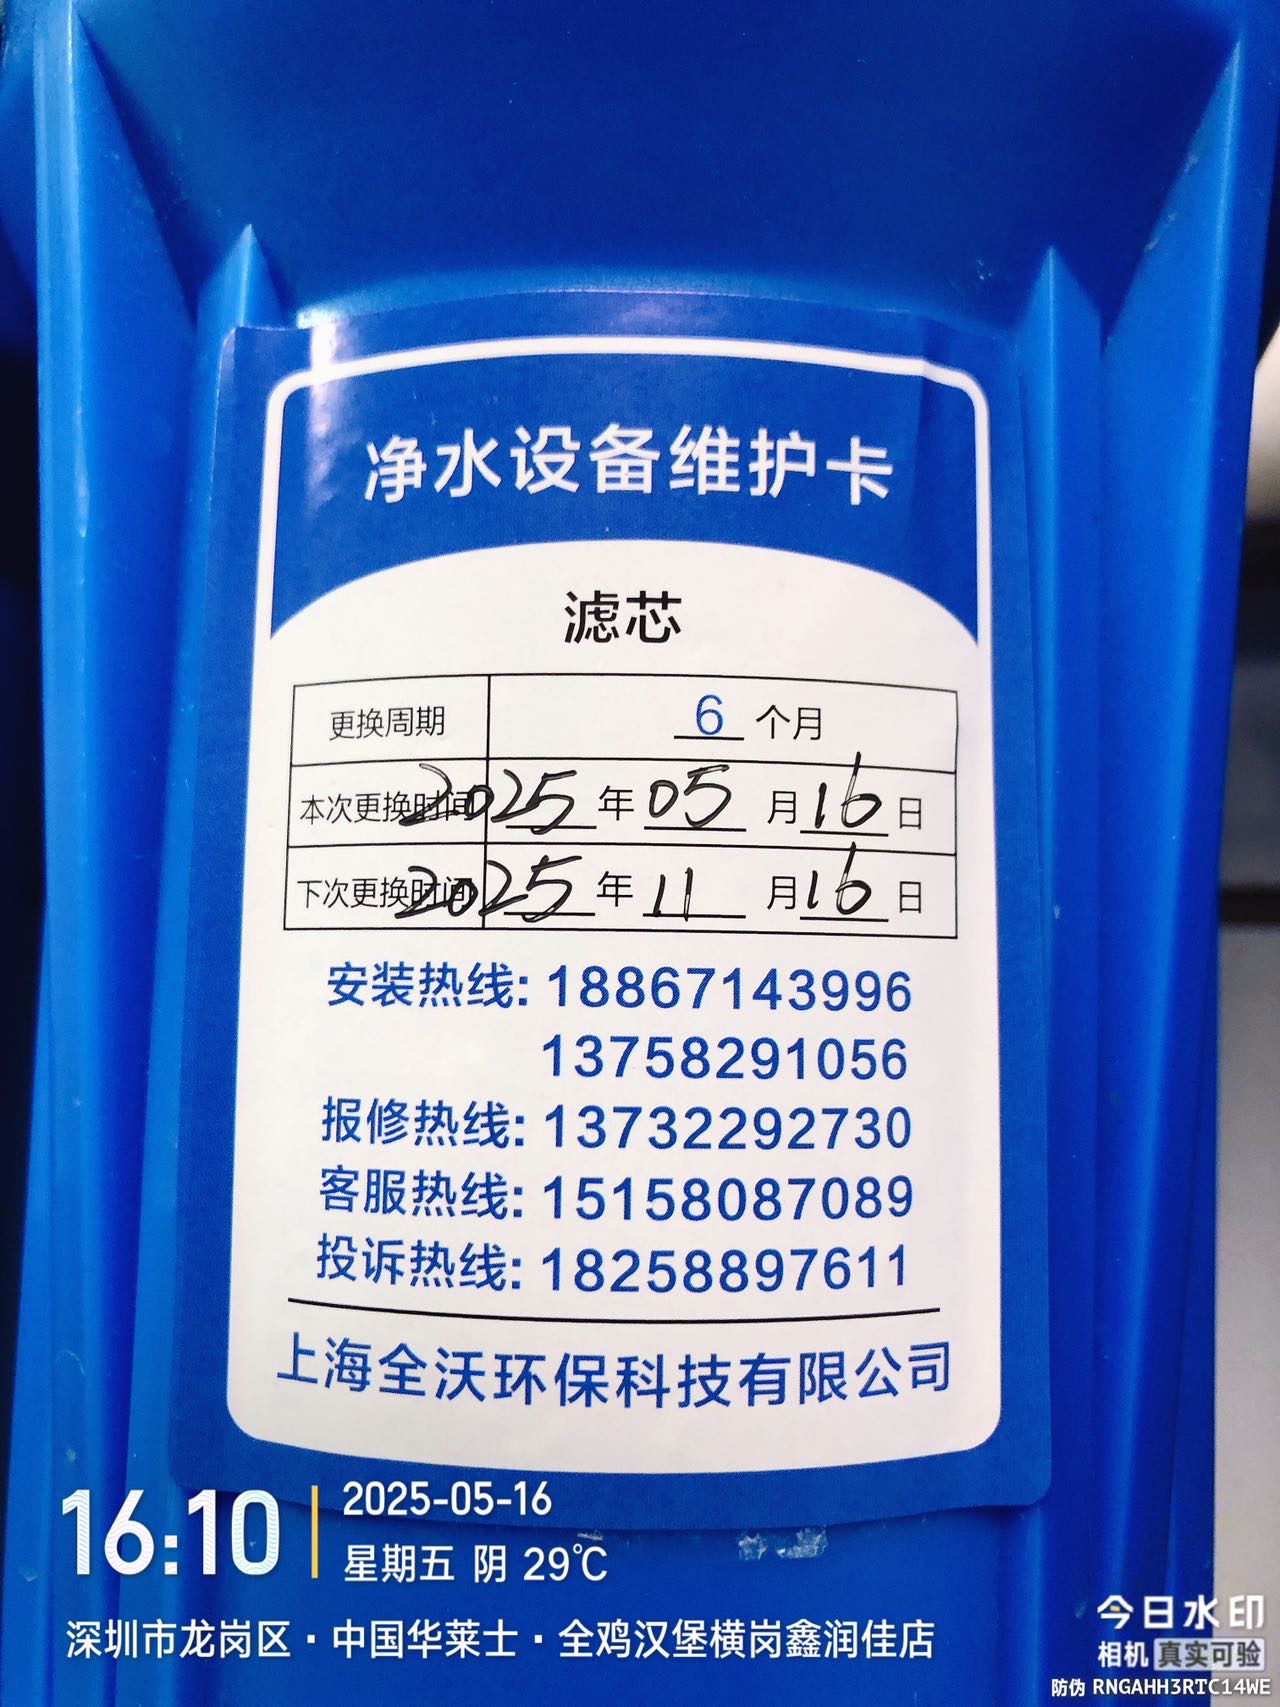 净水设备维护卡
滤芯
更换周期 6 个月
本次更换时间 2025 年 05 月 16 日
下次更换时间 2025 年 11 月 16 日
安装热线: 18867143996
13758291056
报修热线: 13732292730
客服热线: 15158087089
投诉热线: 18258897611
上海全沃环保科技有限公司
16:10
2025-05-16
星期五 阴 29℃
深圳市龙岗区·中国华莱士·全鸡汉堡横岗鑫润佳店
今日水印
相机 真实可验
防伪 RNGAHH3RTC14WE